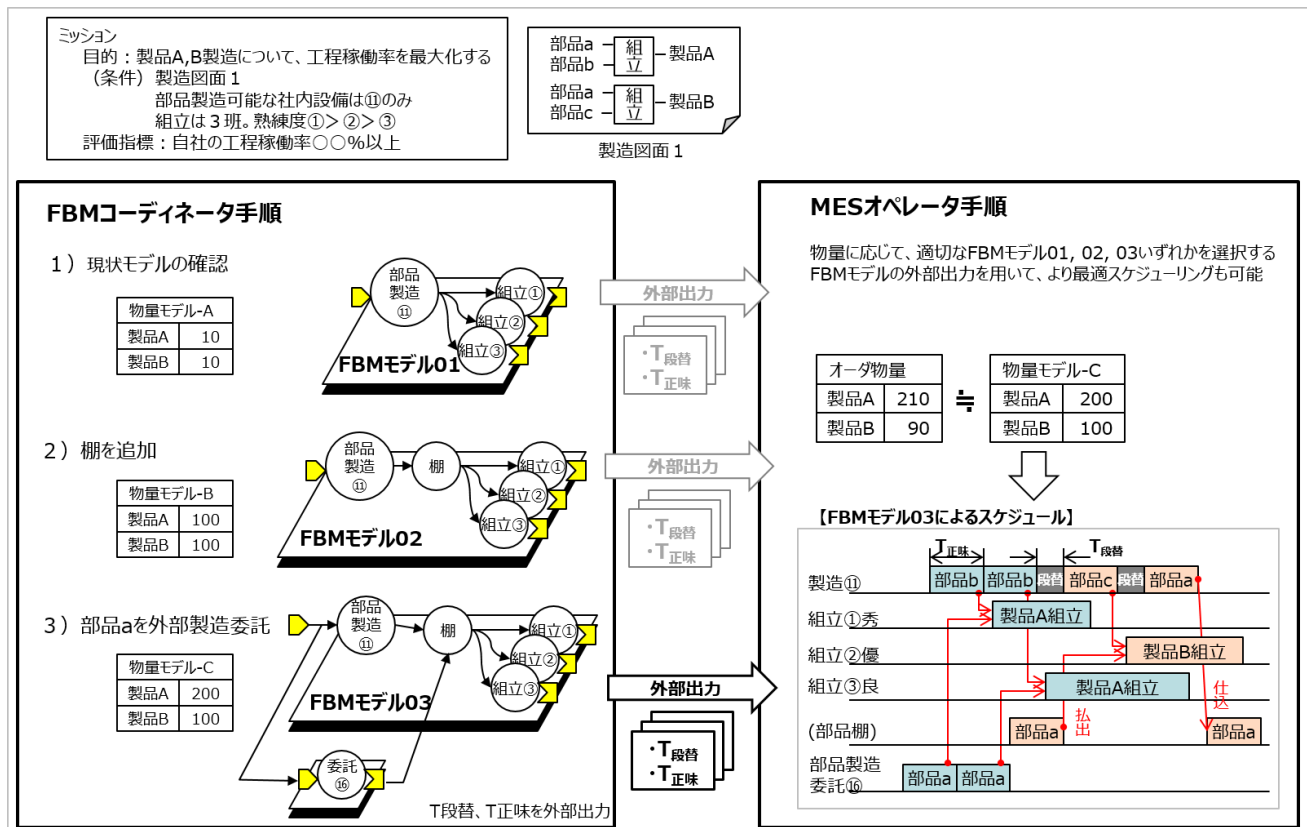 ミッション
目的：製品A,B製造について、工程稼働率を最大化する
（条件）製造図面１
部品製造可能な社内設備は⑪のみ
組立は３班。熟練度①＞②＞③
評価指標：自社の工程稼働率○○%以上
部品a
部品b
組立
製品A
部品a
部品c
組立
製品B
製造図面１
FBMコーディネータ手順
１）現状モデルの確認
物量モデル-A
製品A 10
製品B 10
部品
製造
⑪
組立①
組立②
組立③
FBMモデル01
外部出力
・T段替
・T正味
２）棚を追加
物量モデル-B
製品A 100
製品B 100
部品
製造
⑪
棚
組立①
組立②
組立③
FBMモデル02
外部出力
・T段替
・T正味
３）部品aを外部製造委託
物量モデル-C
製品A 200
製品B 100
部品
製造
⑪
棚
組立①
組立②
組立③
FBMモデル03
委託
⑯
外部出力
・T段替
・T正味
T段替、T正味を外部出力
MESオペレータ手順
物量に応じて、適切なFBMモデル01, 02, 03いずれかを選択する
FBMモデルの外部出力を用いて、より最適スケジューリングも可能
オーダ物量
製品A 210
製品B 90
≒
物量モデル-C
製品A 200
製品B 100
【FBMモデル03によるスケジュール】
T正味 T段替
製造⑪ 部品b 部品b 段替 部品c 段替 部品a
組立①秀 製品A組立
組立②優 製品B組立
組立③良 製品A組立
払出
仕込
(部品棚) 部品a 部品a
部品製造
委託⑯ 部品a 部品a